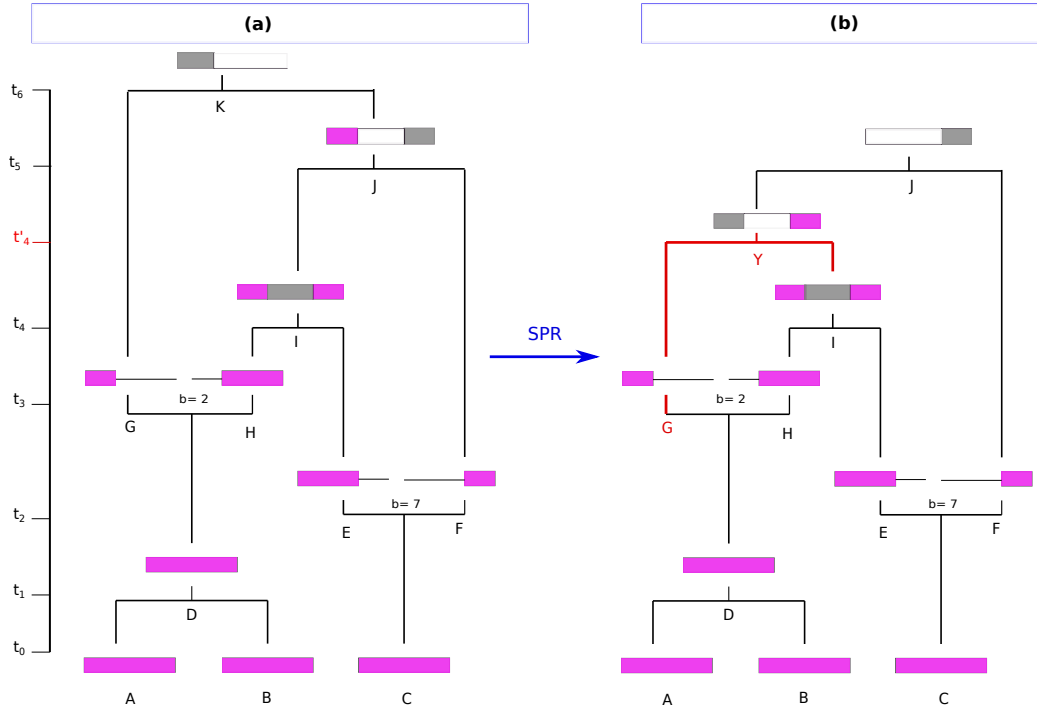 (a)
(b)
t6
K
t5
J
J
t'4
Y
t4
I
I
SPR
t3
b= 2
b= 2
G
H
G
H
t2
b= 7
b= 7
E
F
E
F
t1
D
D
t0
A
B
C
A
B
C